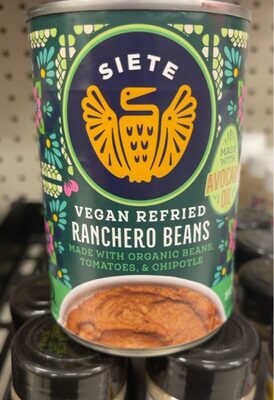 SIETE
MADE
WITH
AVOCADO
OIL
VEGAN REFRIED
RANCHERO BEANS
MADE WITH ORGANIC BEANS,
TOMATOES, & CHIPOTLE